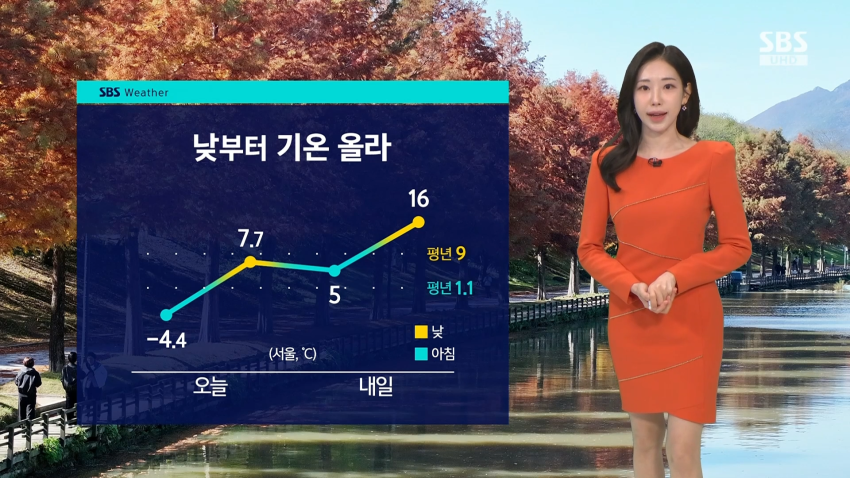 SBS
UHD
SBS Weather
낮부터 기온 올라
16
7.7
평년 9
5
평년 1.1
-4.4
낮
(서울, ℃)
아침
오늘
내일